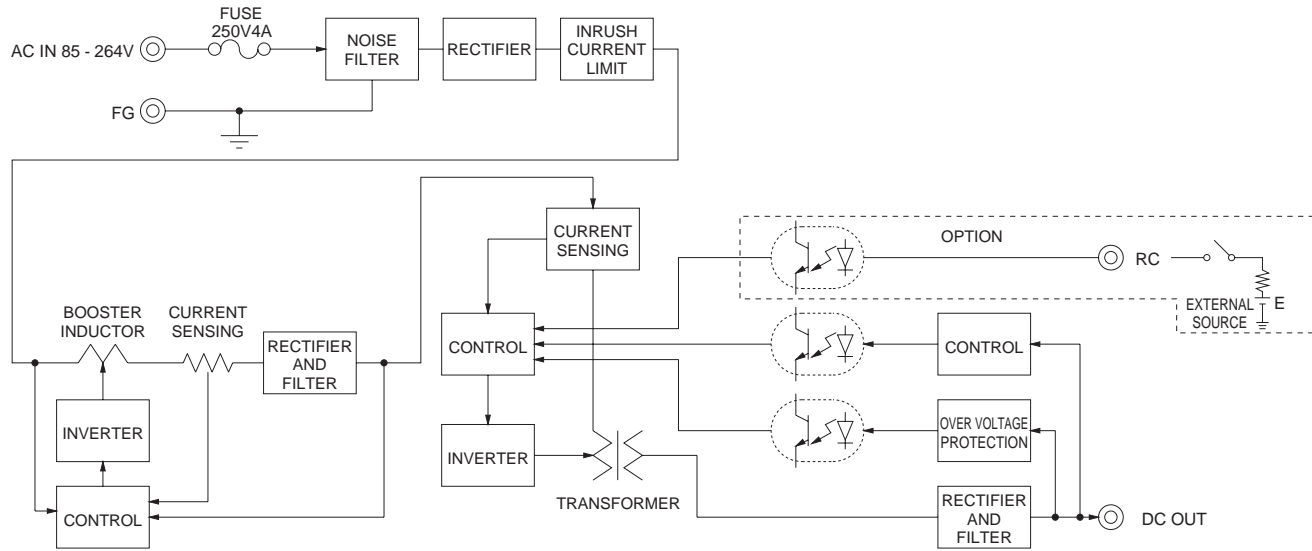 FUSE
250V4A
AC IN 85 - 264V
NOISE
FILTER
RECTIFIER
INRUSH
CURRENT
LIMIT
FG
CURRENT
SENSING
OPTION
RC
EXTERNAL
SOURCE
E
BOOSTER
INDUCTOR
CURRENT
SENSING
RECTIFIER
AND
FILTER
CONTROL
CONTROL
INVERTER
INVERTER
OVER VOLTAGE
PROTECTION
TRANSFORMER
CONTROL
RECTIFIER
AND
FILTER
DC OUT